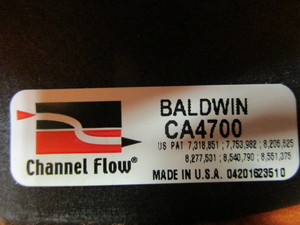 BALDWIN
CA4700
US PAT 7,318,851 ; 7,753,982 ; 8,206,625
8,277,531 ; 8,540,790 ; 8,551,375
Channel Flow®
MADE IN U.S.A. 04201623510